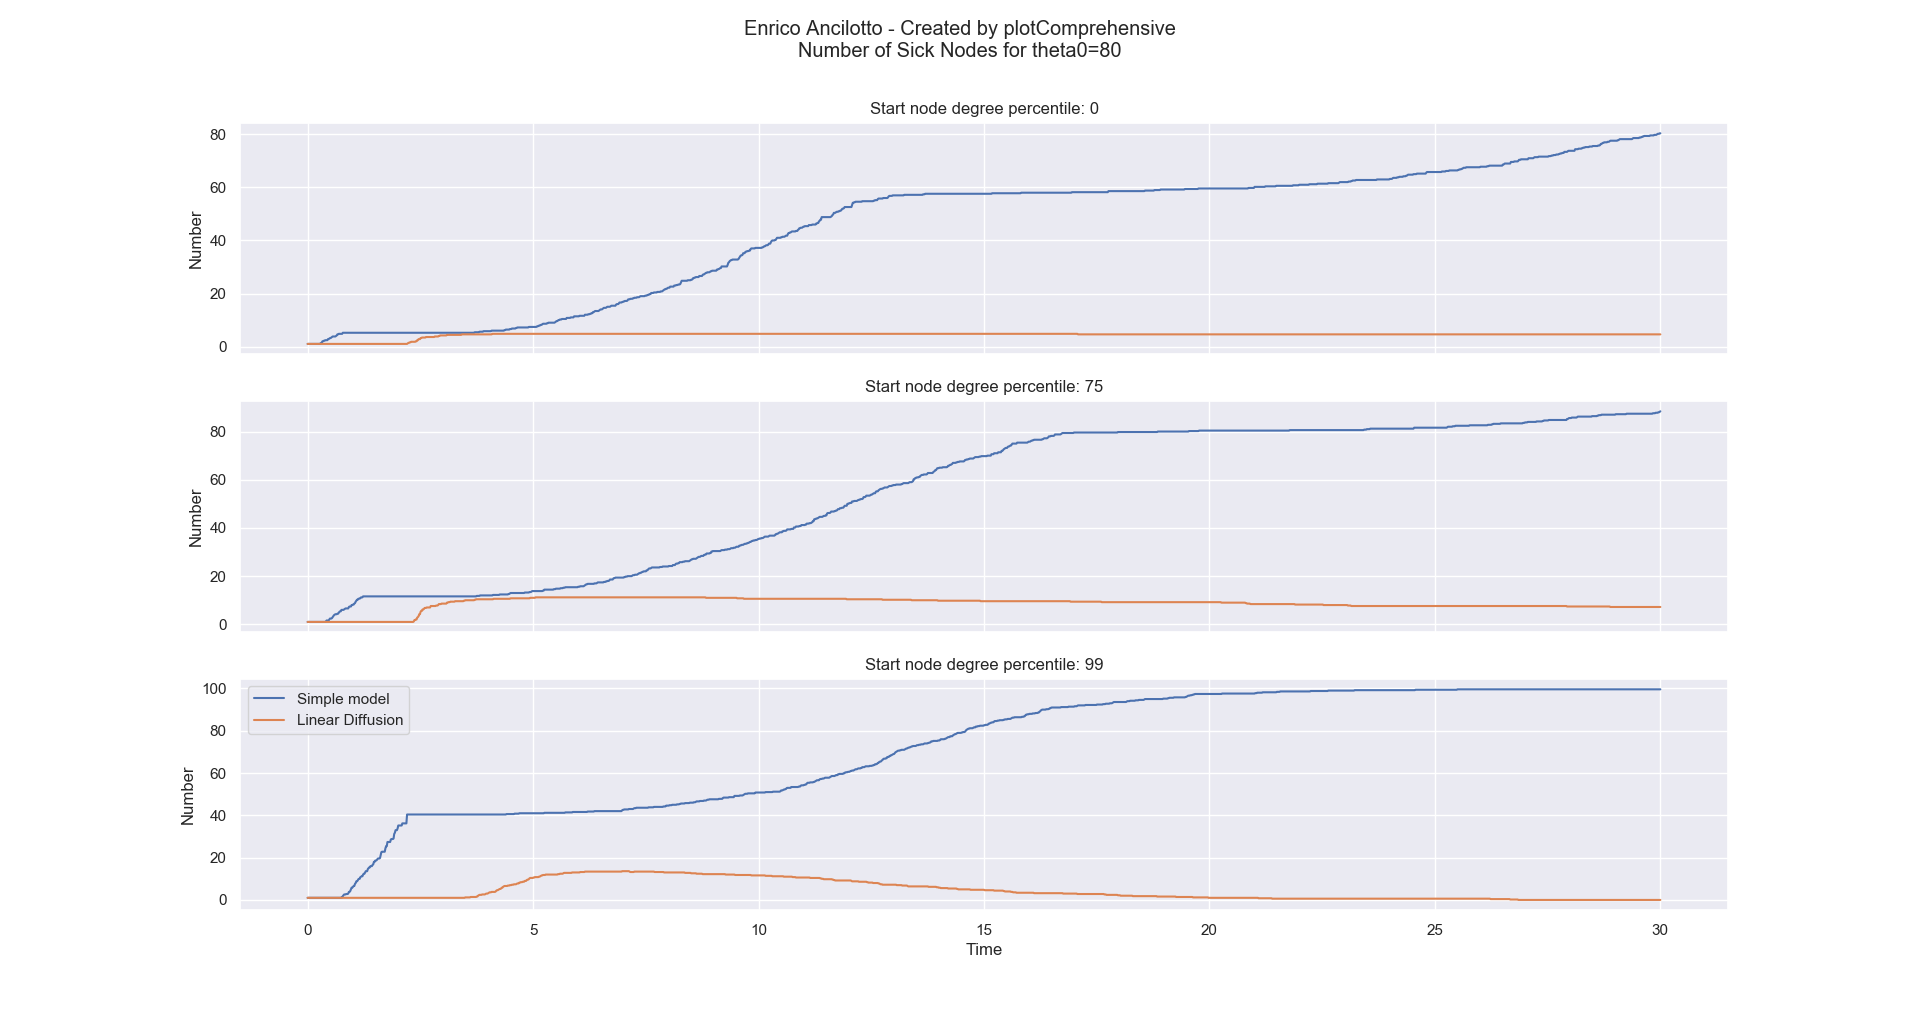 Enrico Ancilotto - Created by plotComprehensive
Number of Sick Nodes for theta0=80
Start node degree percentile: 0
80
60
40
20
0
Number
Start node degree percentile: 75
80
60
40
20
0
Number
Start node degree percentile: 99
100
80
60
40
20
0
Number
Simple model
Linear Diffusion
0 5 10 15 20 25 30
Time